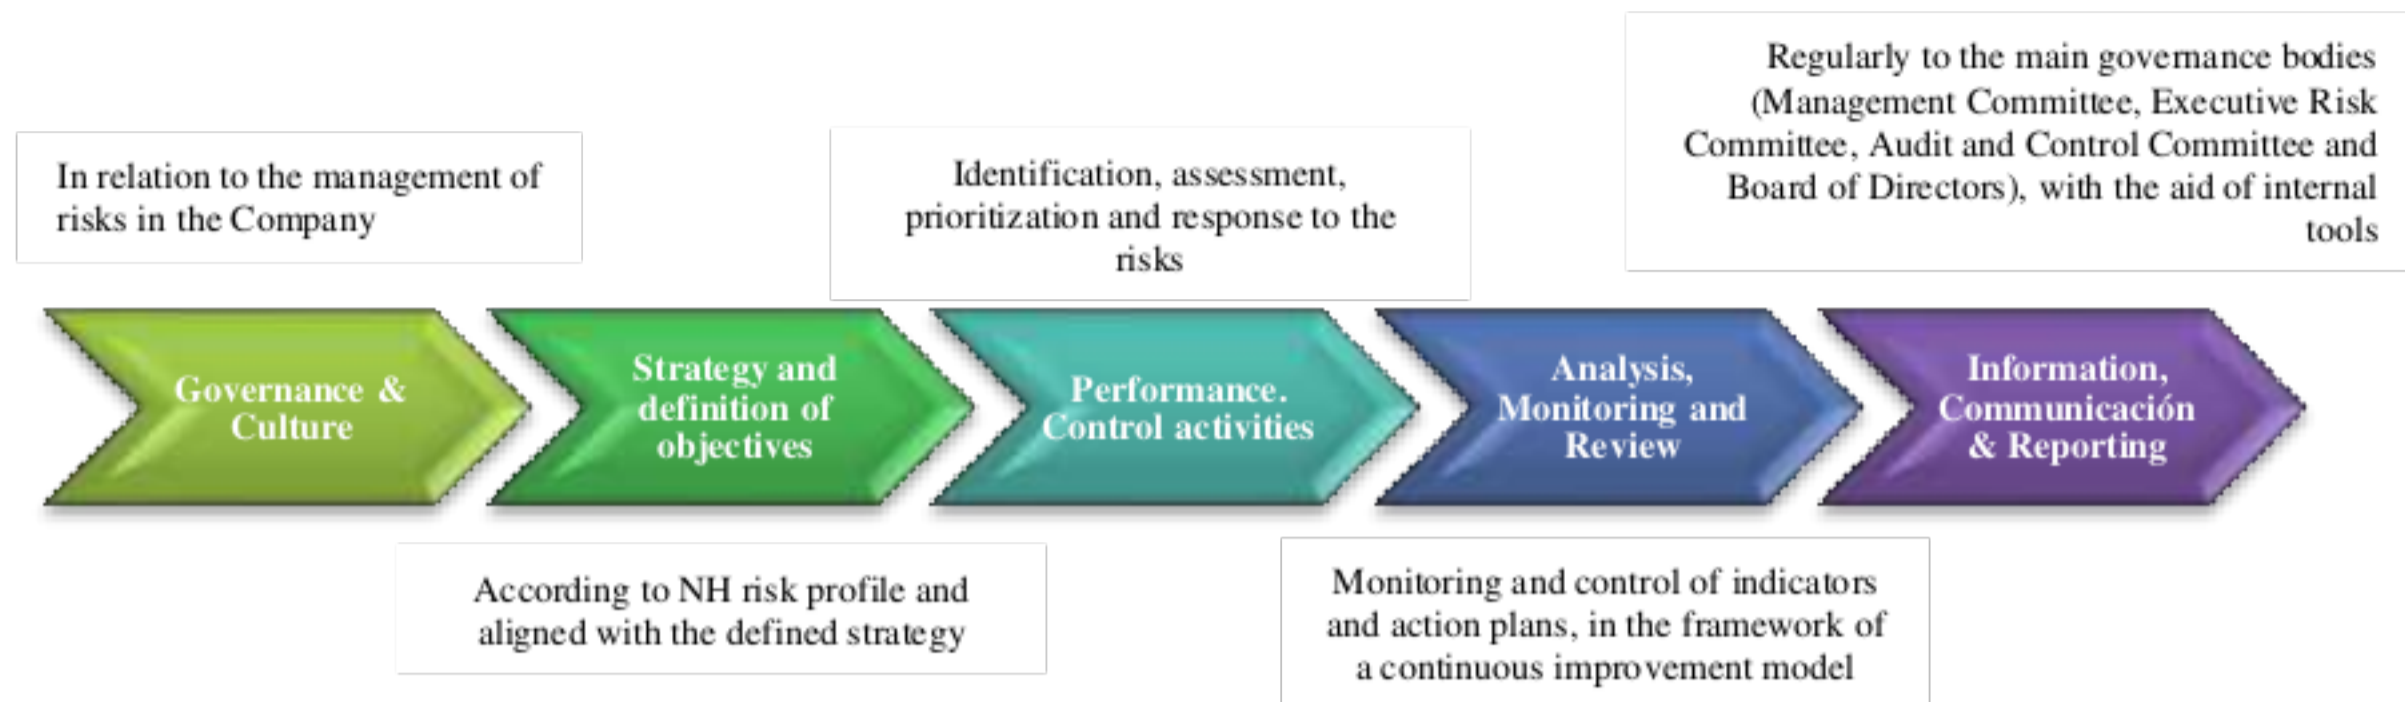 Regularly to the main governance bodies
(Management Committee, Executive Risk
Committee, Audit and Control Committee and
Board of Directors), with the aid of internal
tools
In relation to the management of
risks in the Company
Identification, assessment,
prioritization and response to the
risks
Governance &
Culture
Strategy and
definition of
objectives
Performance.
Control activities
Analysis,
Monitoring and
Review
Information,
Communicación
& Reporting
According to NH risk profile and
aligned with the defined strategy
Monitoring and control of indicators
and action plans, in the framework of
a continuous improvement model